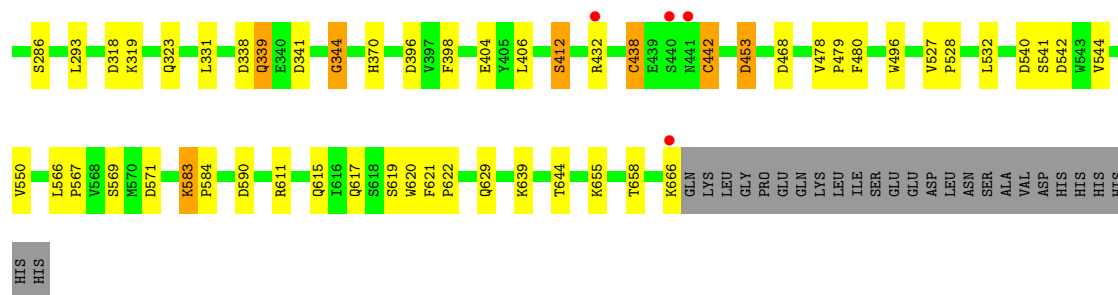 S286 L293 D318 K319 Q323 L331 D338 Q339 E340 D341 G344 H370 D396 V397 F398 E404 Y405 L406 S412 R432 C438 E439 S440 N441 C442 D453 D468 V478 P479 F480 W496 V527 P528 L532 D540 S541 D542 W543 V544
V550 L566 P567 V568 S569 M570 D571 K583 P584 D590 R611 Q615 I616 Q617 S618 S619 W620 F621 P622 Q629 K639 T644 K655 T658 K666 GLN LYS LEU GLY PRO GLU GLN LYS LEU ILE SER GLU GLU ASP LEU ASN SER ALA VAL ASP HIS HIS HIS HIS
HIS HIS